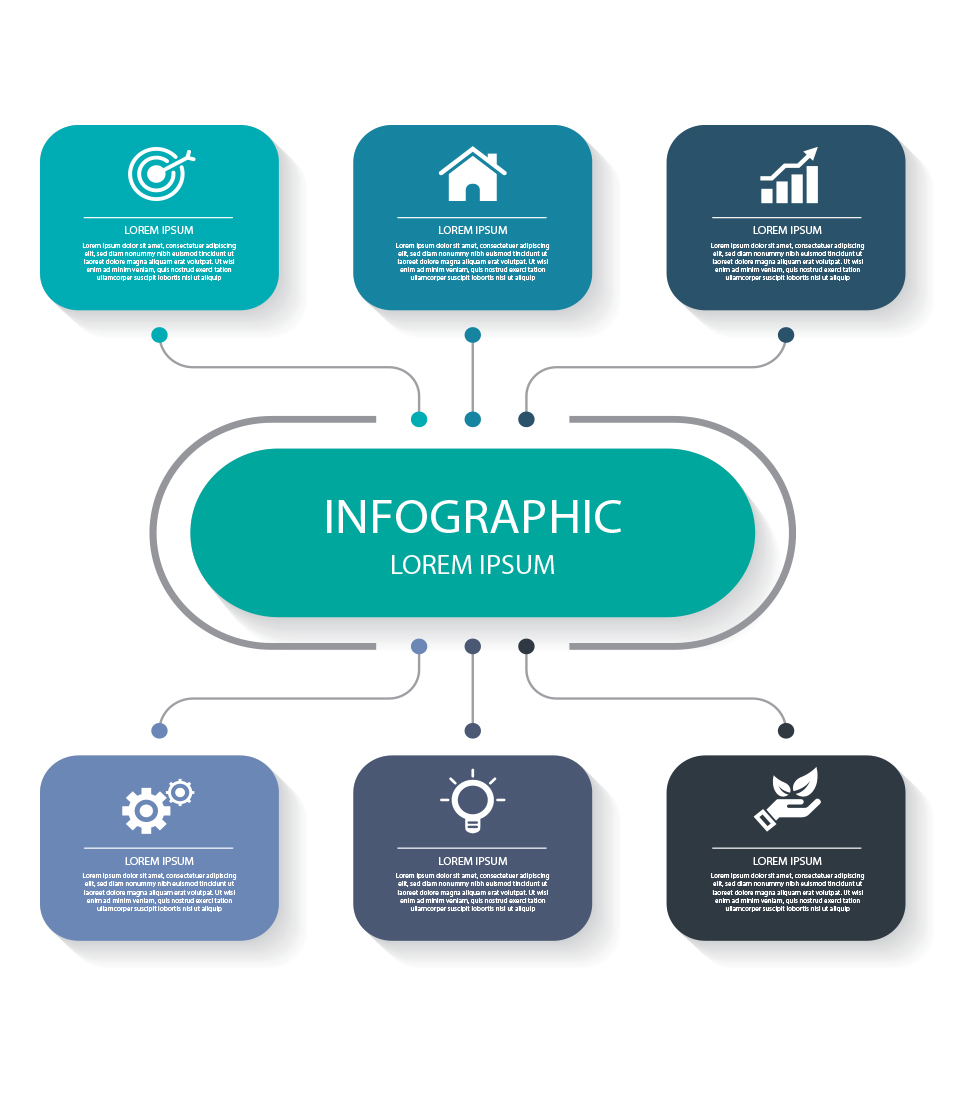 LOREM IPSUM
Lorem ipsum dolor sit amet, consectetuer adipiscing
elit, sed diam nonummy nibh euismod tincidunt ut
laoreet dolore magna aliquam erat volutpat. Ut wisi
enim ad minim veniam, quis nostrud exerci tation
ullamcorper suscipit lobortis nisl ut aliquip
LOREM IPSUM
Lorem ipsum dolor sit amet, consectetuer adipiscing
elit, sed diam nonummy nibh euismod tincidunt ut
laoreet dolore magna aliquam erat volutpat. Ut wisi
enim ad minim veniam, quis nostrud exerci tation
ullamcorper suscipit lobortis nisl ut aliquip
LOREM IPSUM
Lorem ipsum dolor sit amet, consectetuer adipiscing
elit, sed diam nonummy nibh euismod tincidunt ut
laoreet dolore magna aliquam erat volutpat. Ut wisi
enim ad minim veniam, quis nostrud exerci tation
ullamcorper suscipit lobortis nisl ut aliquip
INFOGRAPHIC
LOREM IPSUM
LOREM IPSUM
Lorem ipsum dolor sit amet, consectetuer adipiscing
elit, sed diam nonummy nibh euismod tincidunt ut
laoreet dolore magna aliquam erat volutpat. Ut wisi
enim ad minim veniam, quis nostrud exerci tation
ullamcorper suscipit lobortis nisl ut aliquip
LOREM IPSUM
Lorem ipsum dolor sit amet, consectetuer adipiscing
elit, sed diam nonummy nibh euismod tincidunt ut
laoreet dolore magna aliquam erat volutpat. Ut wisi
enim ad minim veniam, quis nostrud exerci tation
ullamcorper suscipit lobortis nisl ut aliquip
LOREM IPSUM
Lorem ipsum dolor sit amet, consectetuer adipiscing
elit, sed diam nonummy nibh euismod tincidunt ut
laoreet dolore magna aliquam erat volutpat. Ut wisi
enim ad minim veniam, quis nostrud exerci tation
ullamcorper suscipit lobortis nisl ut aliquip